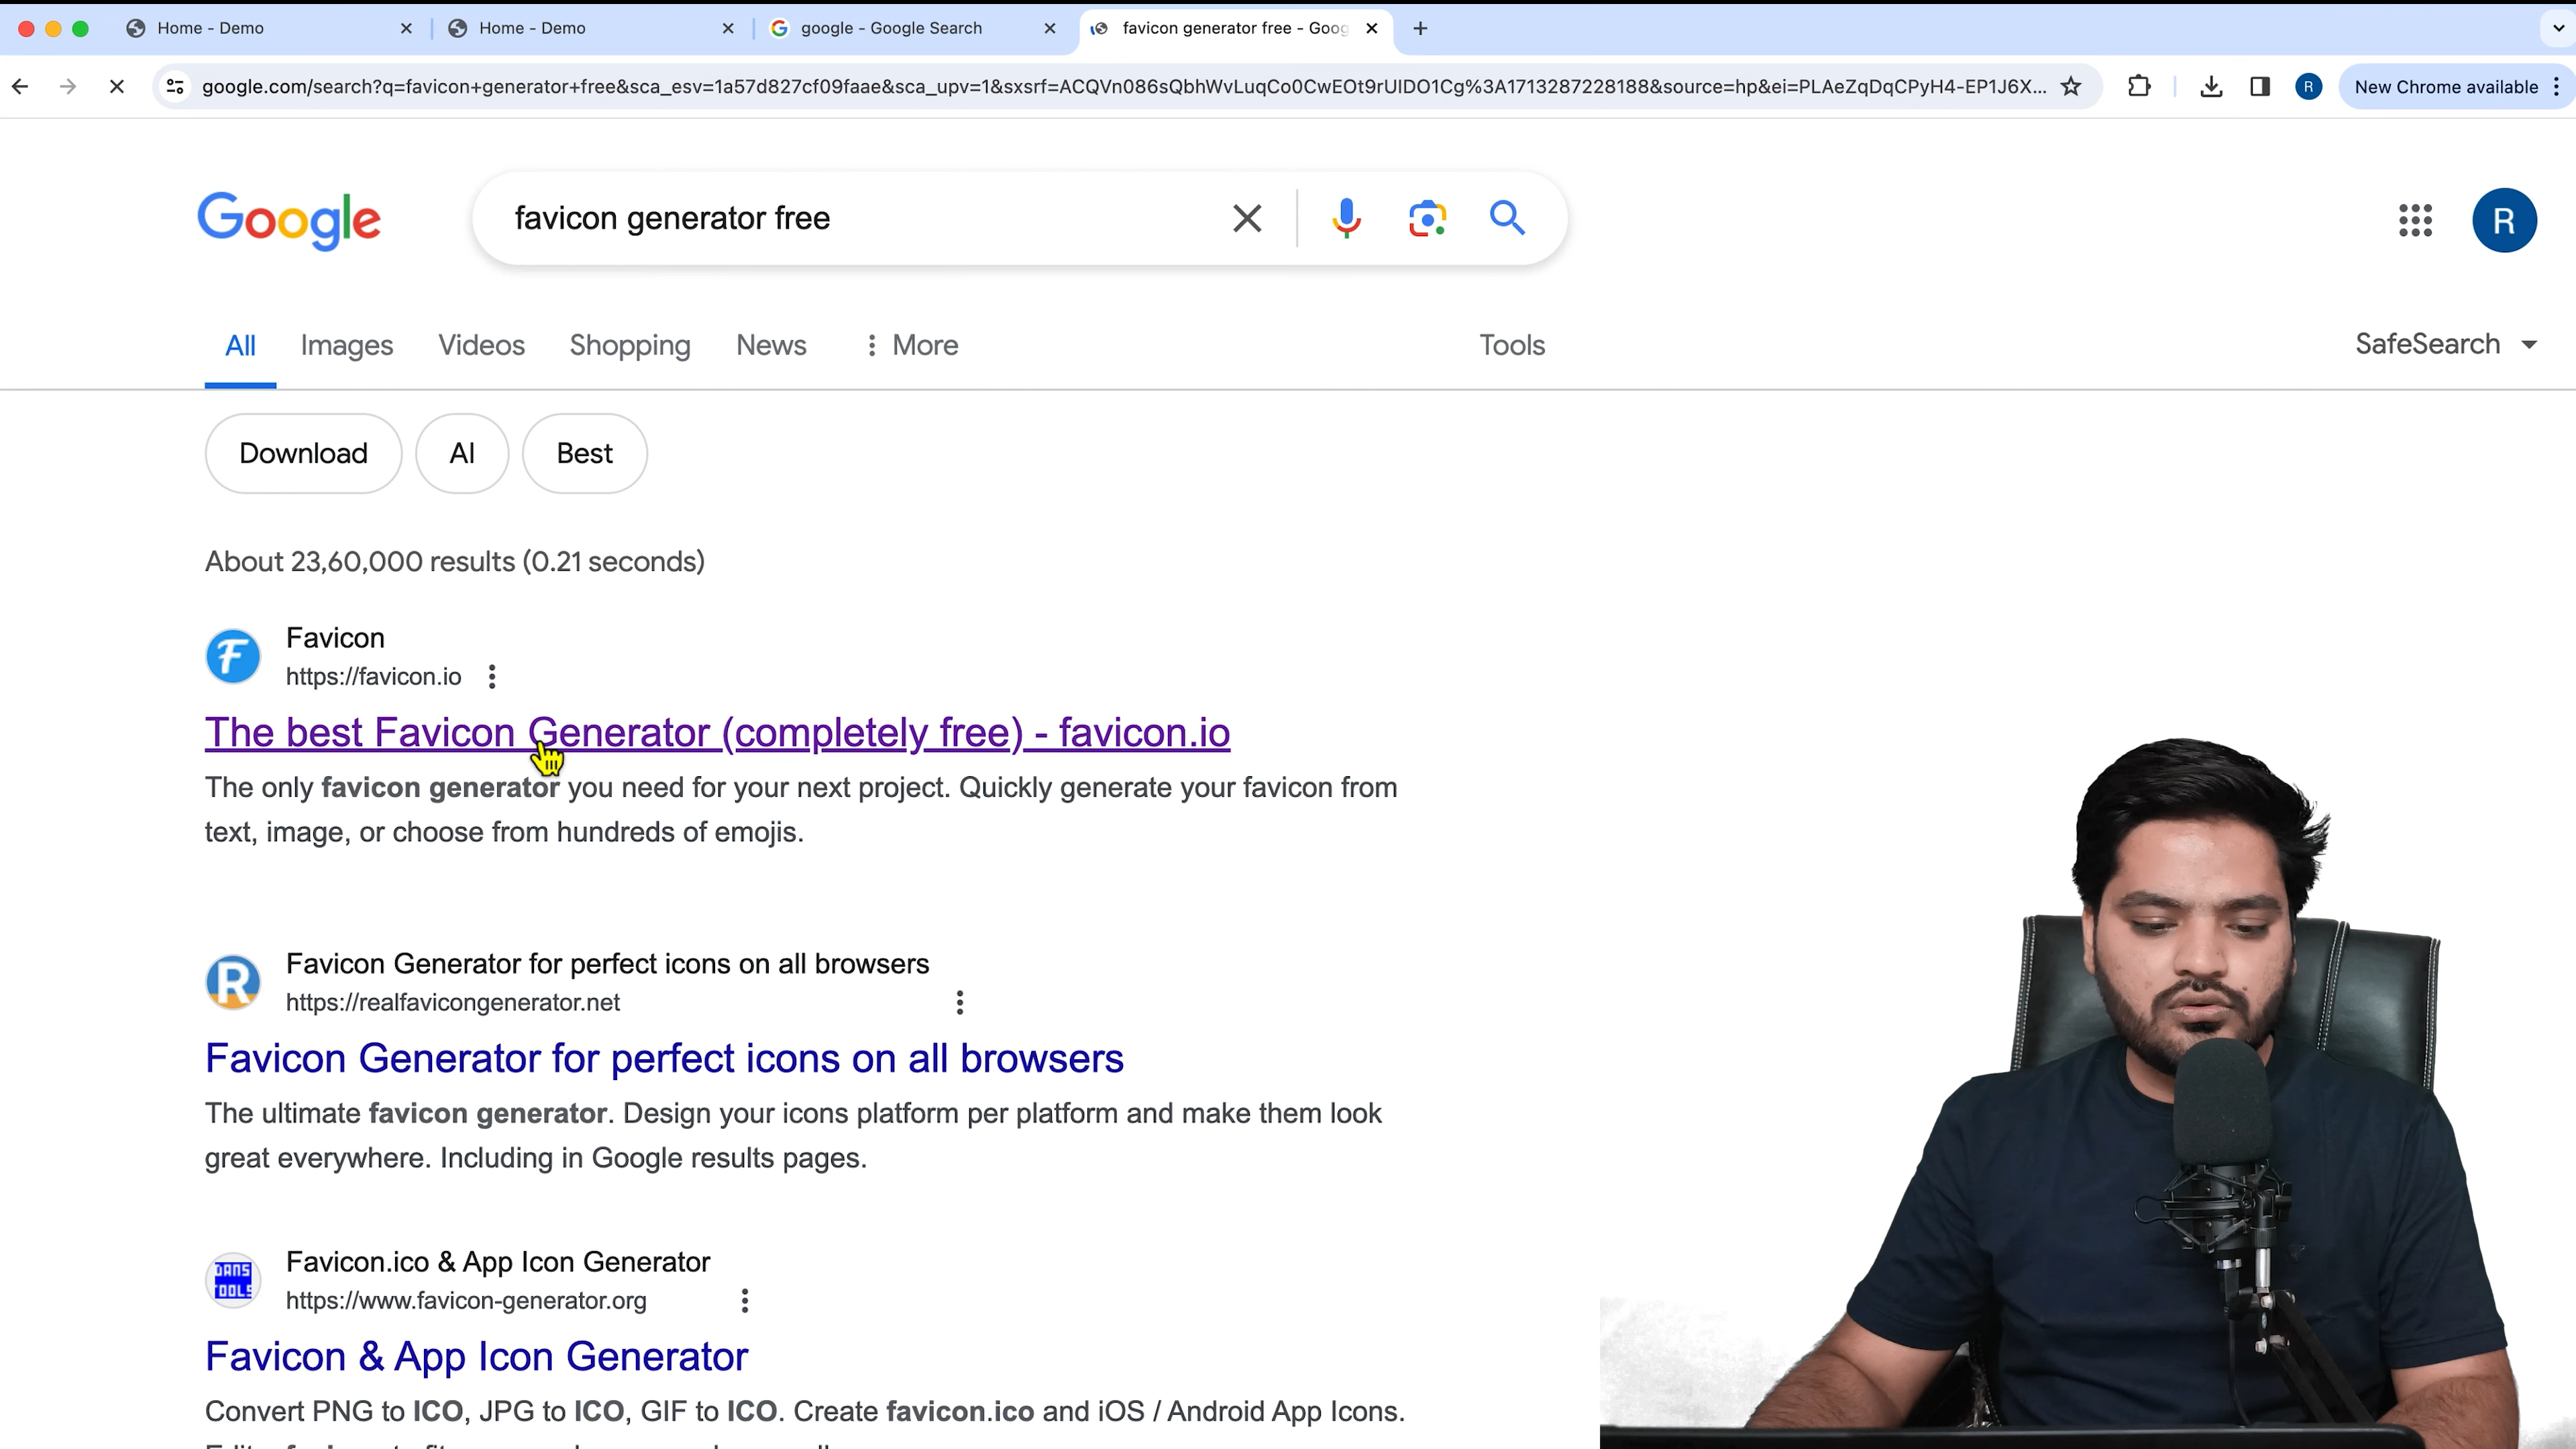 Home - Demo
Home - Demo
google - Google Search
favicon generator free - Goog
google.com/search?q=favicon+generator+free&sca_esv=1a57d827cf09faae&sca_upv=1&sxsrf=ACQVn086sQbhWvLuqCo0CwEOt9rUIDO1Cg%3A1713287228188&source=hp&ei=PLAeZqDqCPyH4-EP1J6X...
R
New Chrome available
Google
favicon generator free
R
All
Images
Videos
Shopping
News
More
Tools
SafeSearch
Download
AI
Best
About 23,60,000 results (0.21 seconds)
F
Favicon
https://favicon.io
The best Favicon Generator (completely free) - favicon.io
The only favicon generator you need for your next project. Quickly generate your favicon from
text, image, or choose from hundreds of emojis.
R
Favicon Generator for perfect icons on all browsers
https://realfavicongenerator.net
Favicon Generator for perfect icons on all browsers
The ultimate favicon generator. Design your icons platform per platform and make them look
great everywhere. Including in Google results pages.
Favicon.ico & App Icon Generator
https://www.favicon-generator.org
Favicon & App Icon Generator
Convert PNG to ICO, JPG to ICO, GIF to ICO. Create favicon.ico and iOS / Android App Icons.